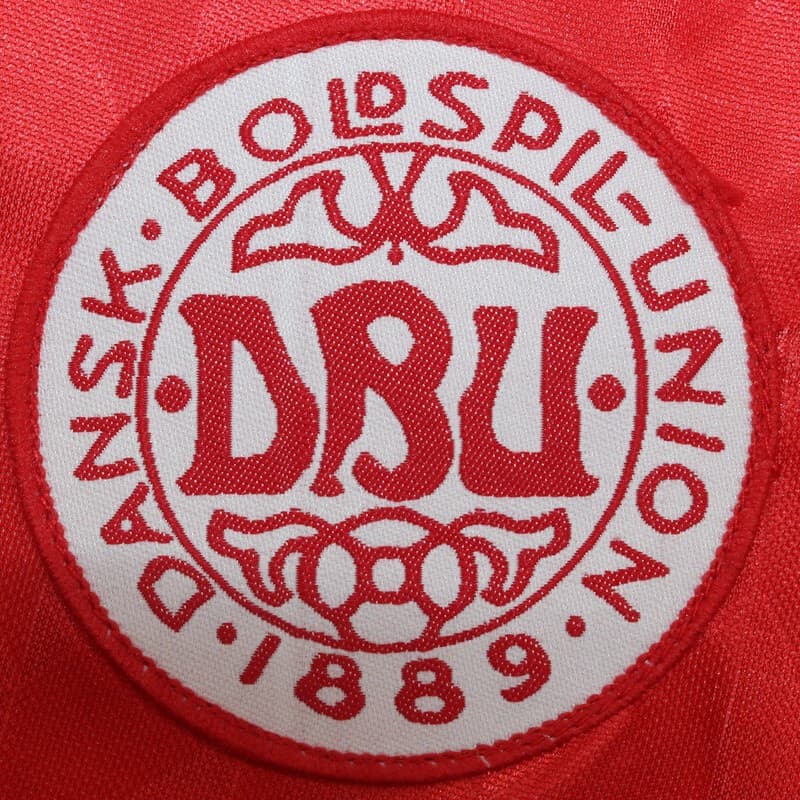 DANSK · BOLDSPIL-UNION
DBU
· 1889 ·